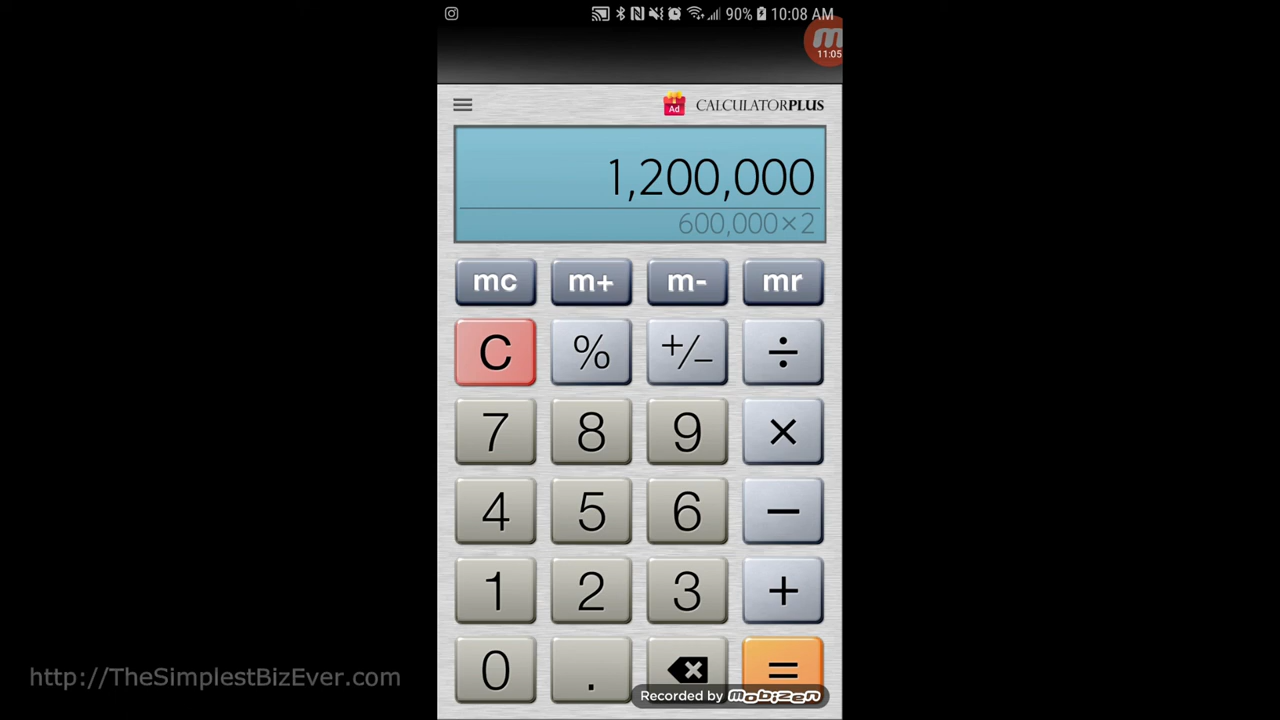 90% 10:08 AM
11:05
Ad CALCULATORPLUS
1,200,000
600,000×2
mc m+ m- mr
C % +/− ÷
7 8 9 ×
4 5 6 −
1 2 3 +
0 . =
http://TheSimplestBizEver.com
Recorded by mobizen